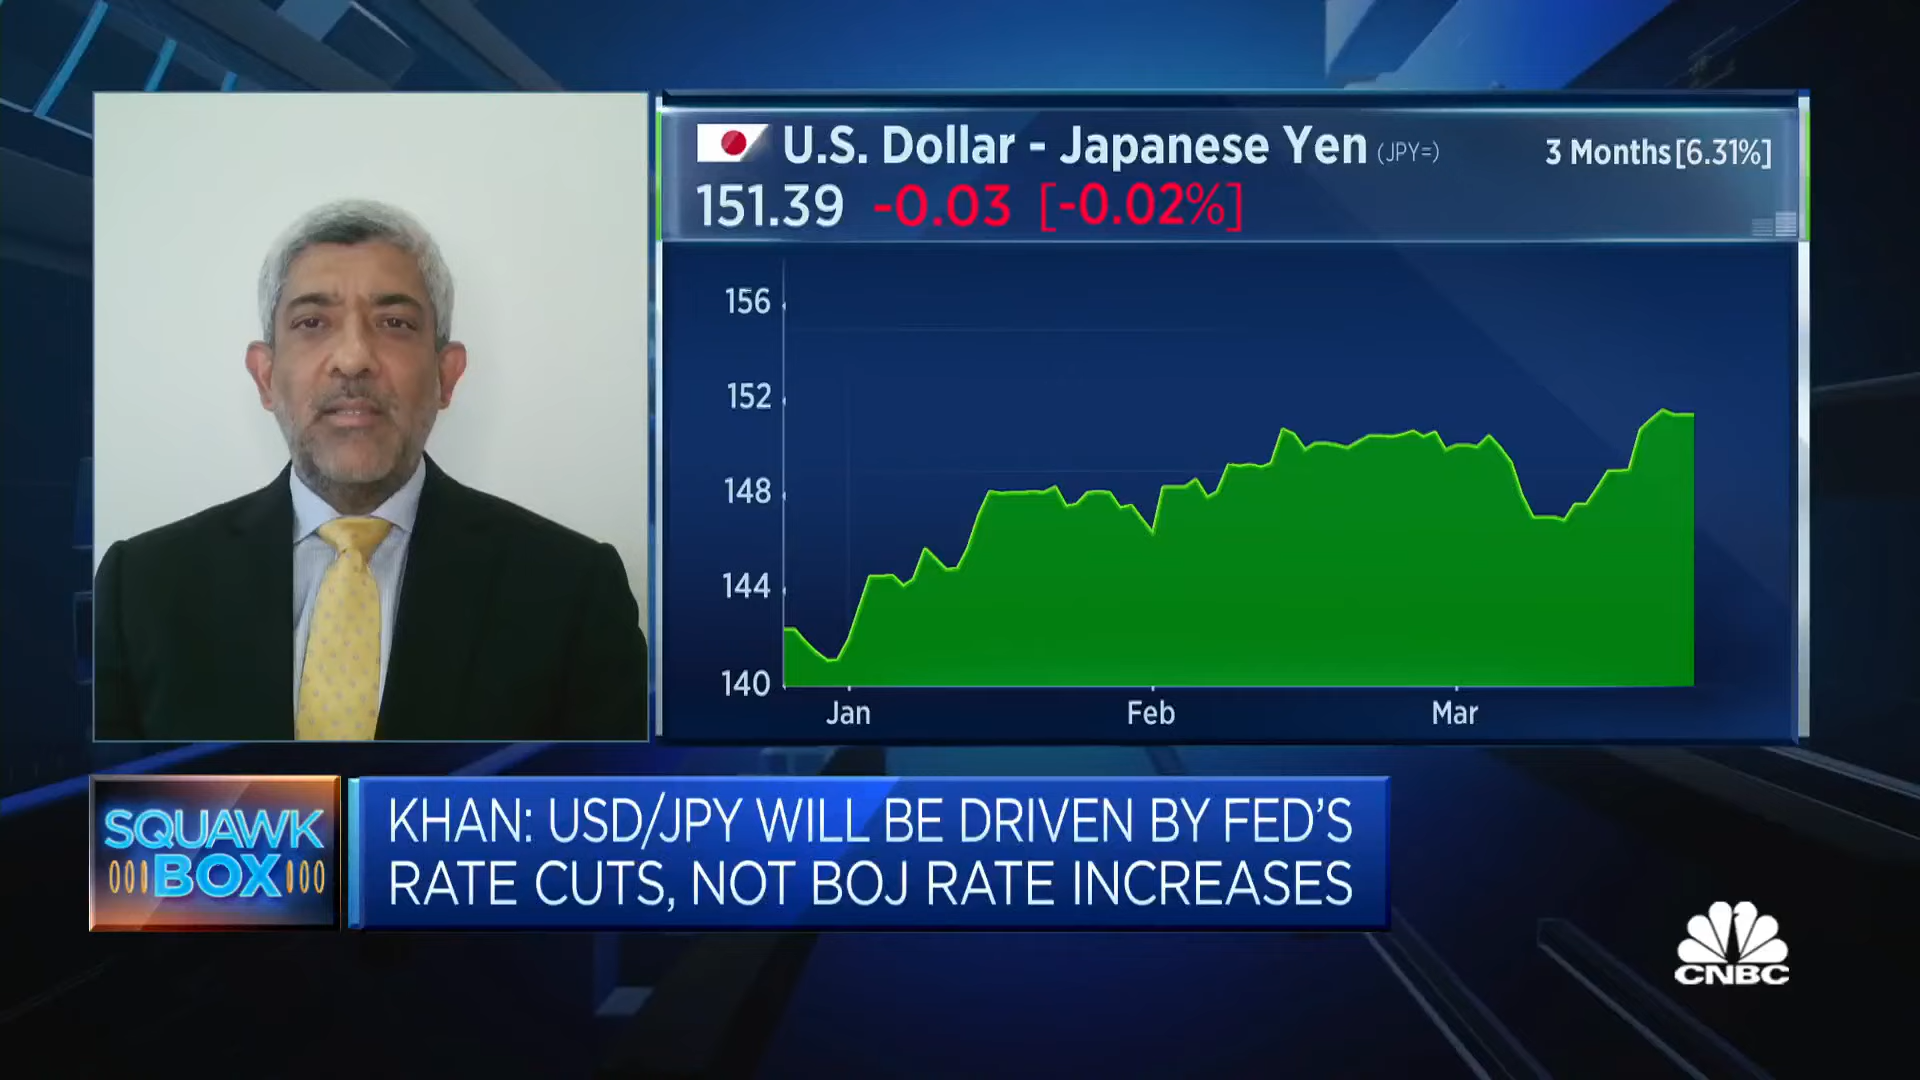 U.S. Dollar - Japanese Yen (JPY=) 3 Months [6.31%]
151.39 -0.03 [-0.02%]
156
152
148
144
140
Jan Feb Mar
SQUAWK
001 BOX 100
KHAN: USD/JPY WILL BE DRIVEN BY FED'S
RATE CUTS, NOT BOJ RATE INCREASES
CNBC